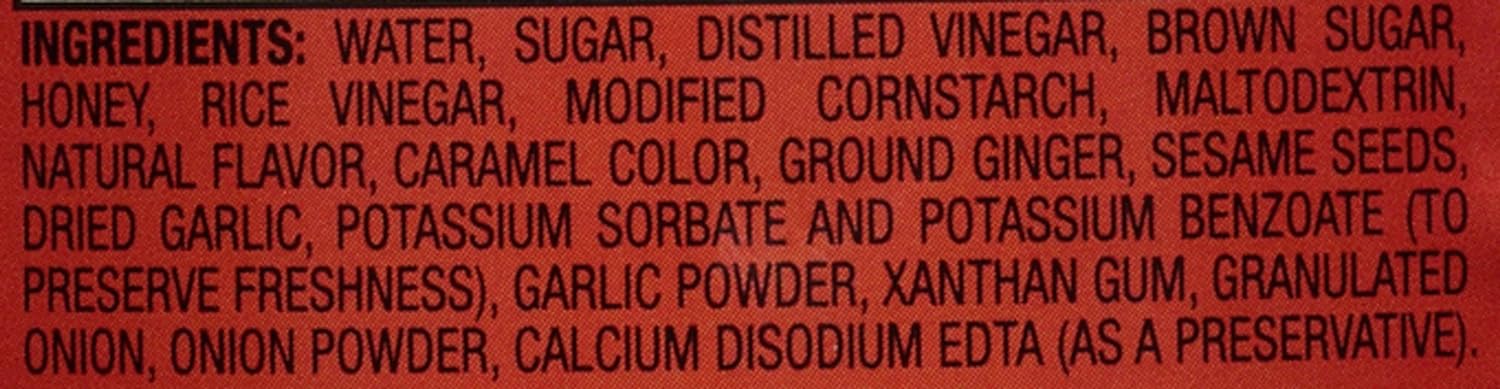 INGREDIENTS: WATER, SUGAR, DISTILLED VINEGAR, BROWN SUGAR,
HONEY, RICE VINEGAR, MODIFIED CORNSTARCH, MALTODEXTRIN,
NATURAL FLAVOR, CARAMEL COLOR, GROUND GINGER, SESAME SEEDS,
DRIED GARLIC, POTASSIUM SORBATE AND POTASSIUM BENZOATE (TO
PRESERVE FRESHNESS), GARLIC POWDER, XANTHAN GUM, GRANULATED
ONION, ONION POWDER, CALCIUM DISODIUM EDTA (AS A PRESERVATIVE).